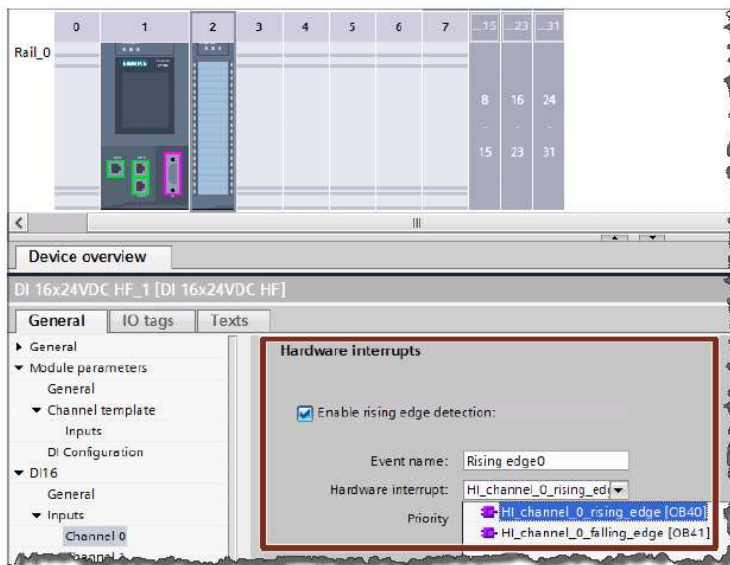 0 1 2 3 4 5 6 7 ...15 ...23 ...31
Rail_0
SIEMENS
8 16 24
- - -
15 23 31
Device overview
DI 16x24VDC HF_1 [DI 16x24VDC HF]
General IO tags Texts
General
Module parameters
General
Channel template
Inputs
DI Configuration
DI16
General
Inputs
Channel 0
Hardware interrupts
Enable rising edge detection:
Event name: Rising edge0
Hardware interrupt: HI_channel_0_rising_ed
Priority
HI_channel_0_rising_edge [OB40]
HI_channel_0_falling_edge [OB41]